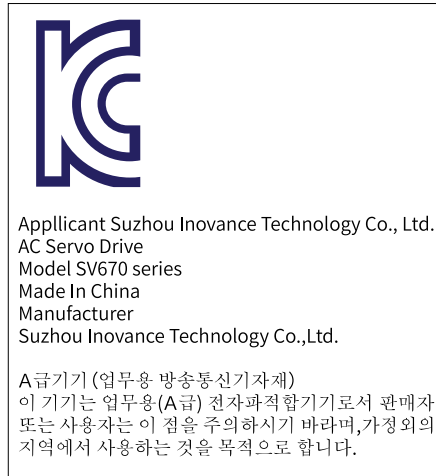 KC
Appllicant Suzhou Inovance Technology Co., Ltd.
AC Servo Drive
Model SV670 series
Made In China
Manufacturer
Suzhou Inovance Technology Co.,Ltd.
A급기기 (업무용 방송통신기자재)
이 기기는 업무용(A급) 전자파적합기기로서 판매자
또는 사용자는 이 점을 주의하시기 바라며,가정외의
지역에서 사용하는 것을 목적으로 합니다.